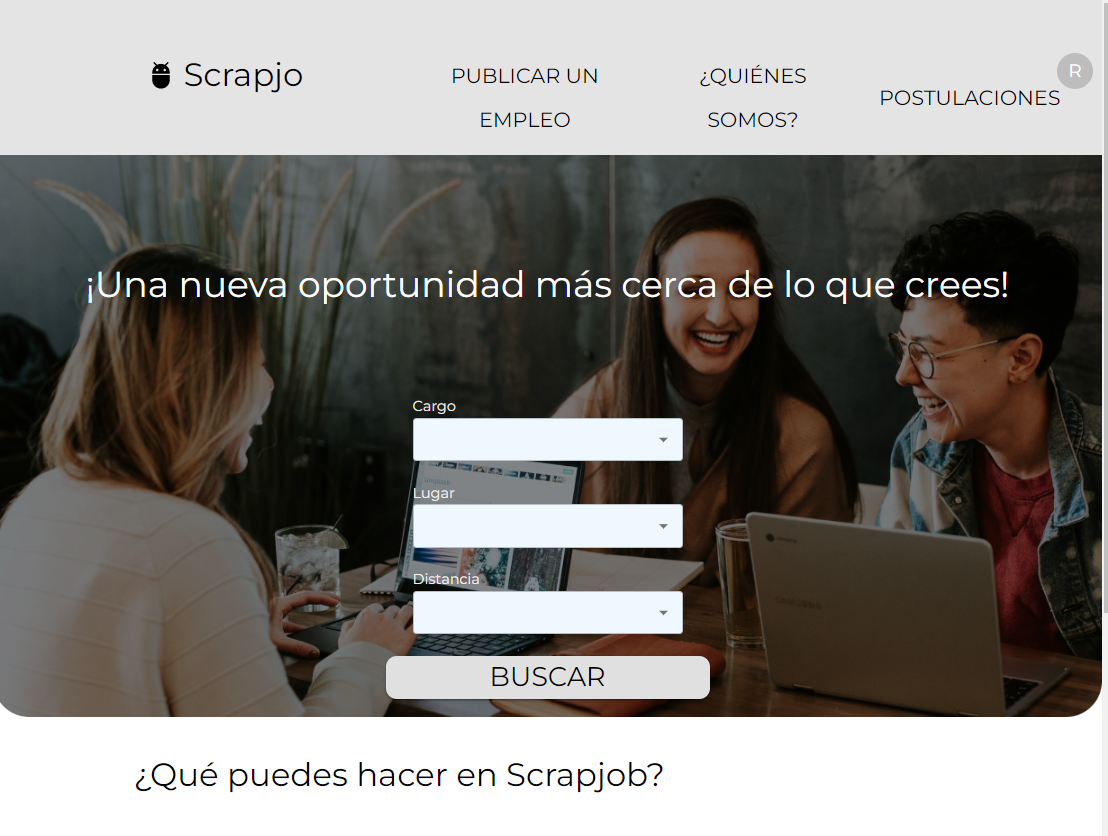 Scrapjo
PUBLICAR UN
EMPLEO
¿QUIÉNES
SOMOS?
POSTULACIONES
R
¡Una nueva oportunidad más cerca de lo que crees!
Cargo
Lugar
Distancia
SAMSUNG
BUSCAR
¿Qué puedes hacer en Scrapjob?